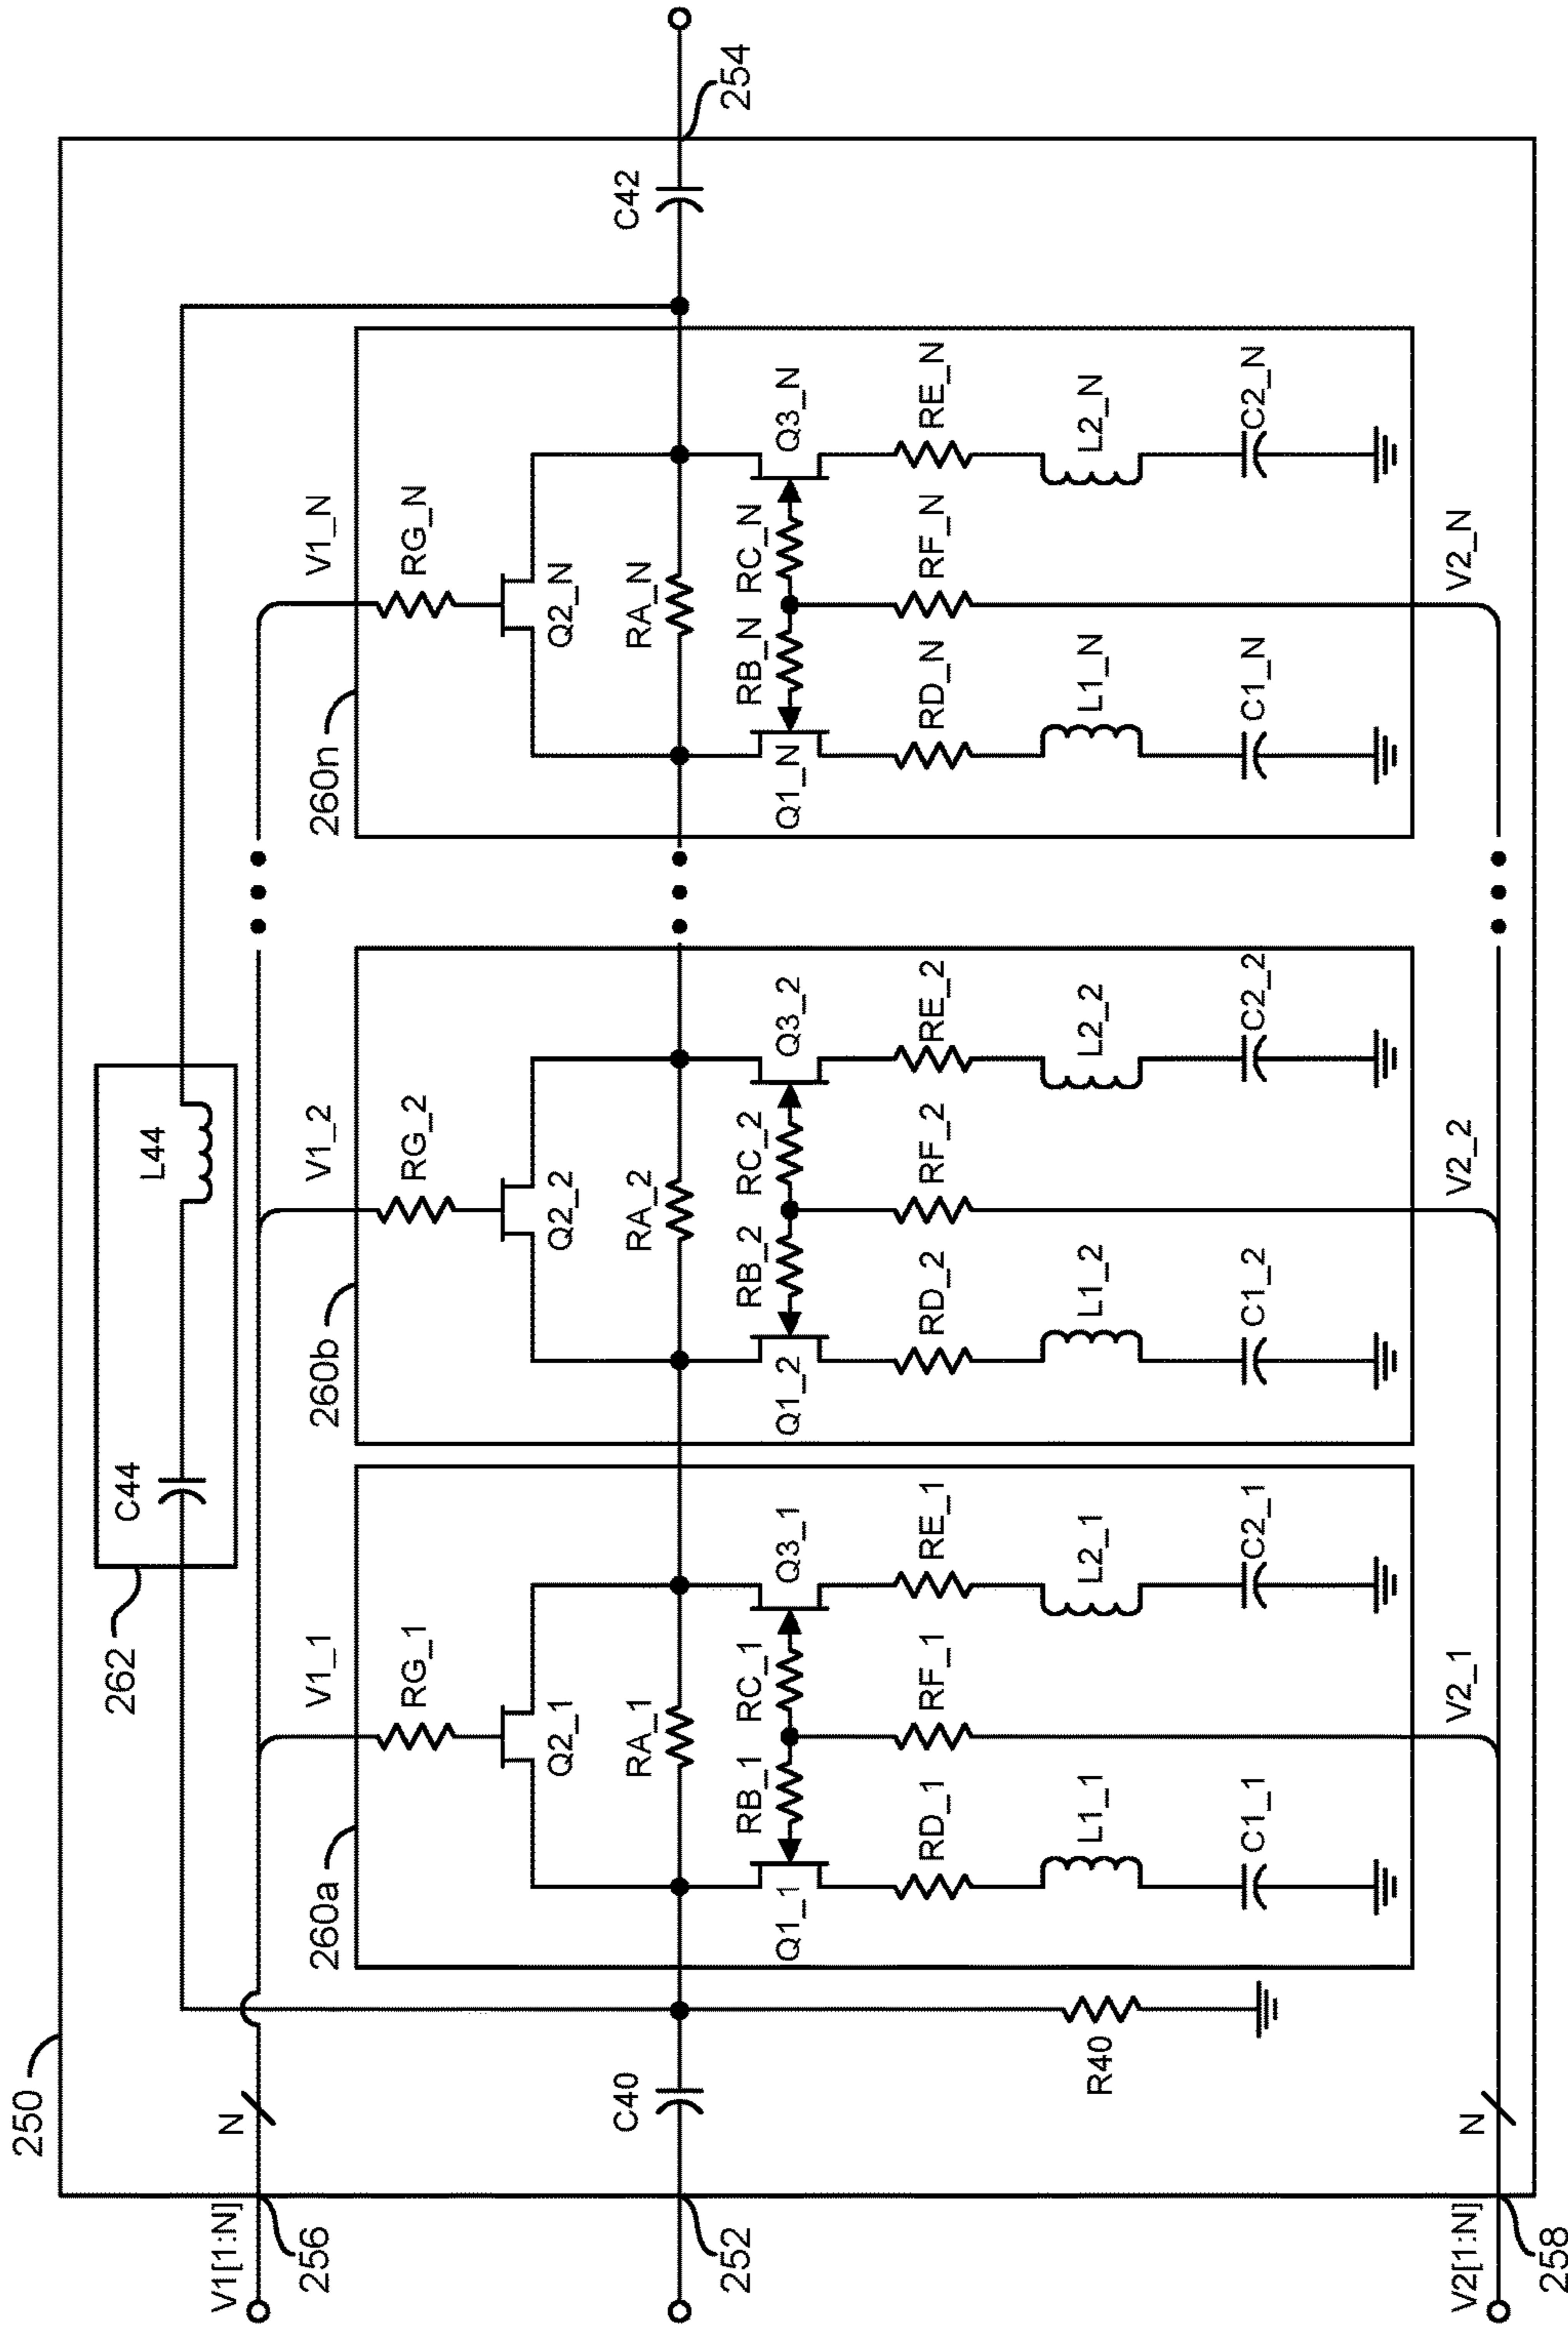 250
262
C44
L44
V1[1:N]
256
N
V1_1
V1_2
V1_N
260a
260b
260n
RG_1
RG_2
RG_N
Q2_1
Q2_2
Q2_N
252
C40
RA_1
RA_2
RA_N
C42
254
Q1_1
RB_1
RC_1
Q3_1
Q1_2
RB_2
RC_2
Q3_2
Q1_N
RB_N
RC_N
Q3_N
RD_1
RF_1
RE_1
RD_2
RF_2
RE_2
RD_N
RF_N
RE_N
R40
L1_1
L2_1
L1_2
L2_2
L1_N
L2_N
C1_1
C2_1
C1_2
C2_2
C1_N
C2_N
V2[1:N]
258
N
V2_1
V2_2
V2_N